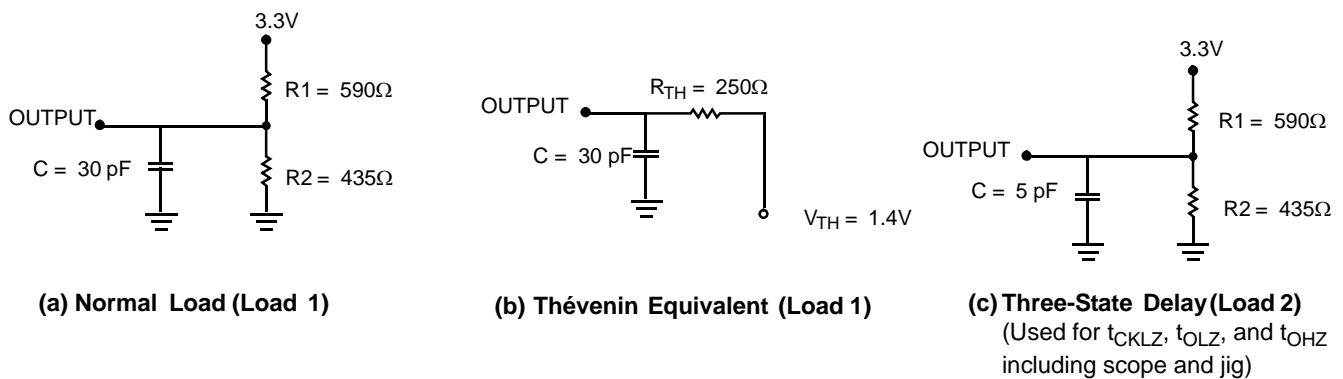 3.3V
R1 = 590Ω
OUTPUT
C = 30 pF
R2 = 435Ω
(a) Normal Load (Load 1)
RTH = 250Ω
OUTPUT
C = 30 pF
VTH = 1.4V
(b) Thévenin Equivalent (Load 1)
3.3V
R1 = 590Ω
OUTPUT
C = 5 pF
R2 = 435Ω
(c) Three-State Delay (Load 2)
(Used for tCKLZ, tOLZ, and tOHZ
including scope and jig)